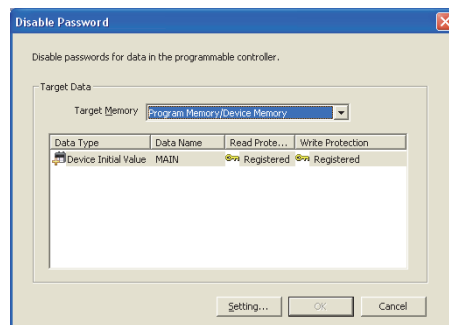 Disable Password
Disable passwords for data in the programmable controller.
Target Data
Target Memory Program Memory/Device Memory
Data Type Data Name Read Prote... Write Protection
Device Initial Value MAIN Registered Registered
Setting... OK Cancel